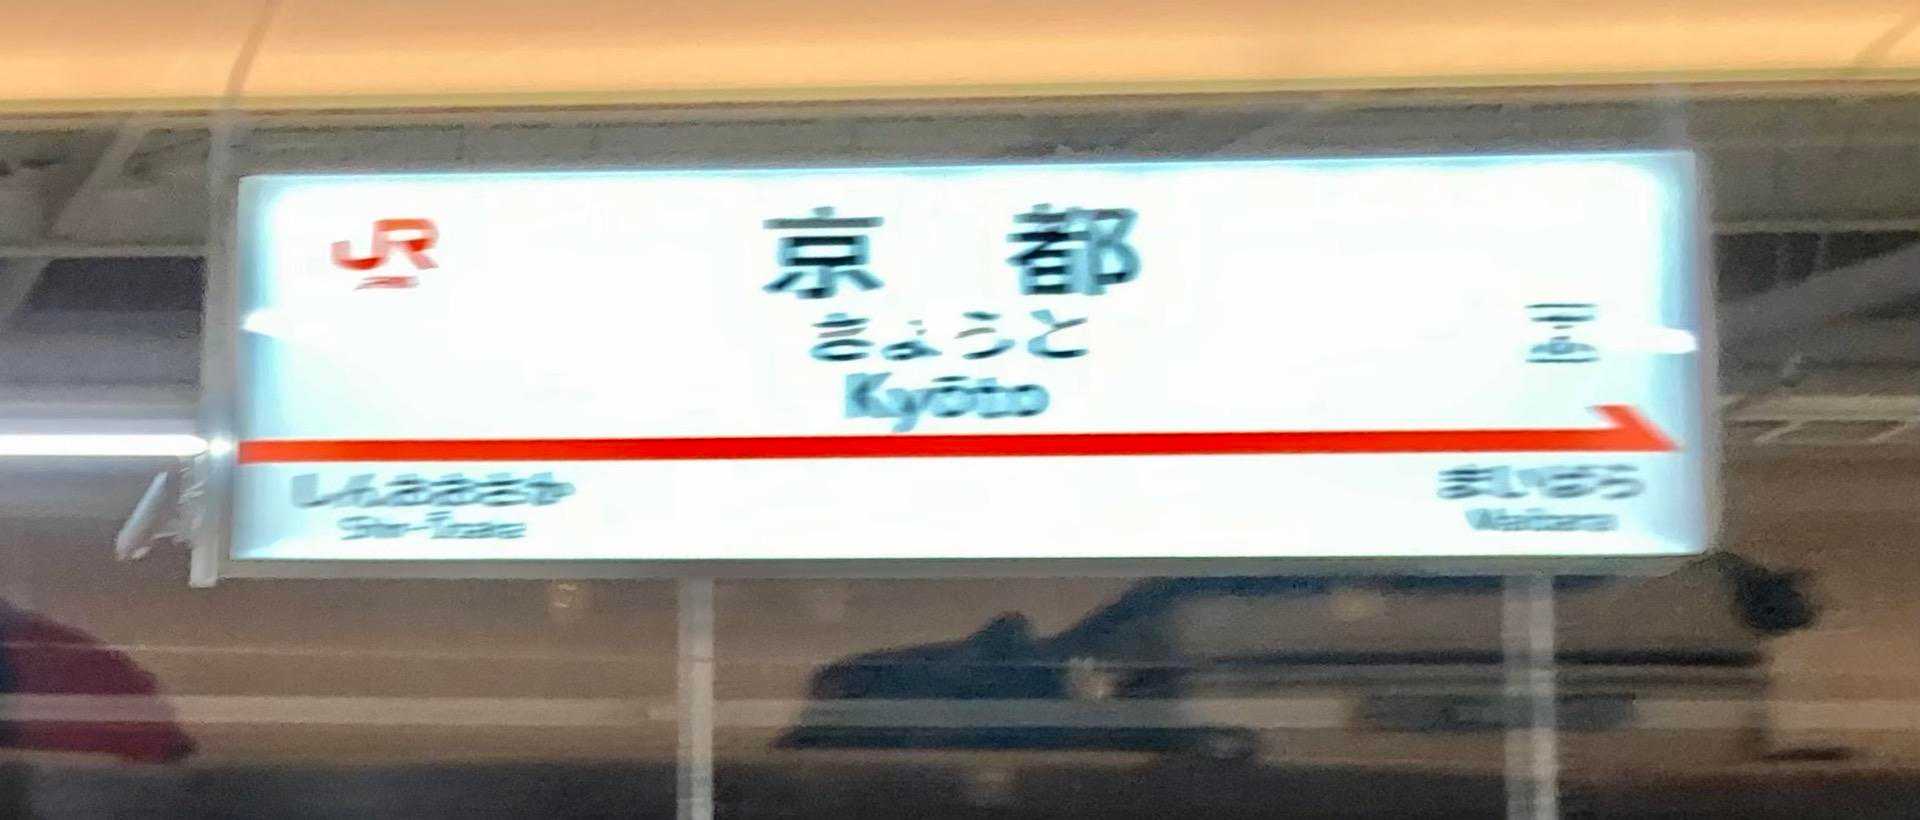 JR
京都
きょうと
Kyōto
しんおおさか
まいばら
Shin-Ōsaka
Maibara